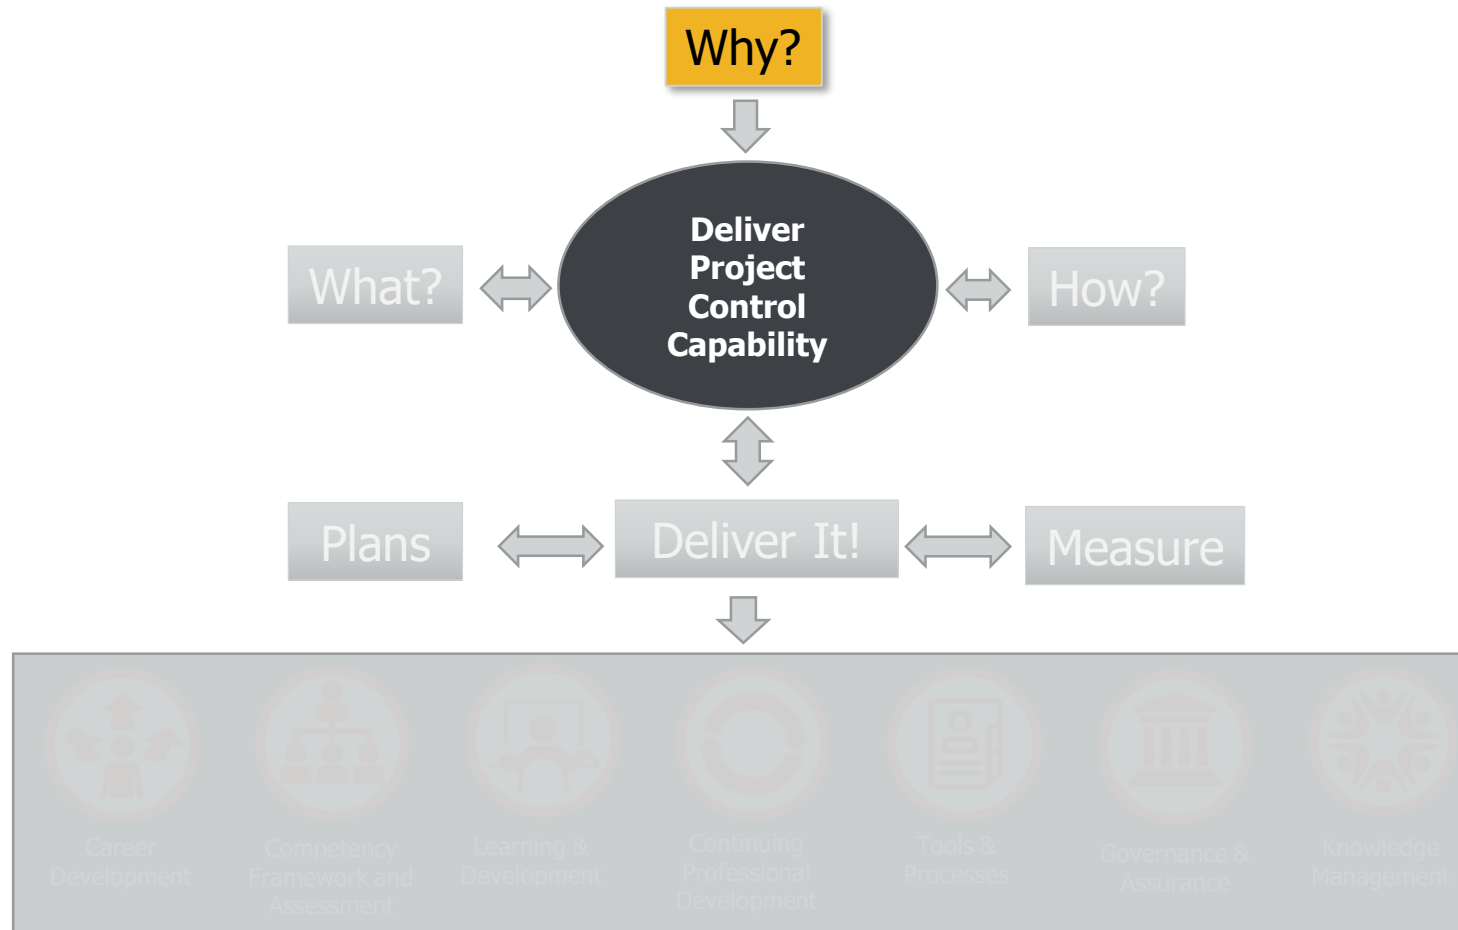 Why?
Deliver
Project
Control
Capability
What?
How?
Plans
Deliver It!
Measure
Career
Development
Competency
Framework and
Assessment
Learning &
Development
Continuing
Professional
Development
Tools &
Processes
Governance &
Assurance
Knowledge
Management